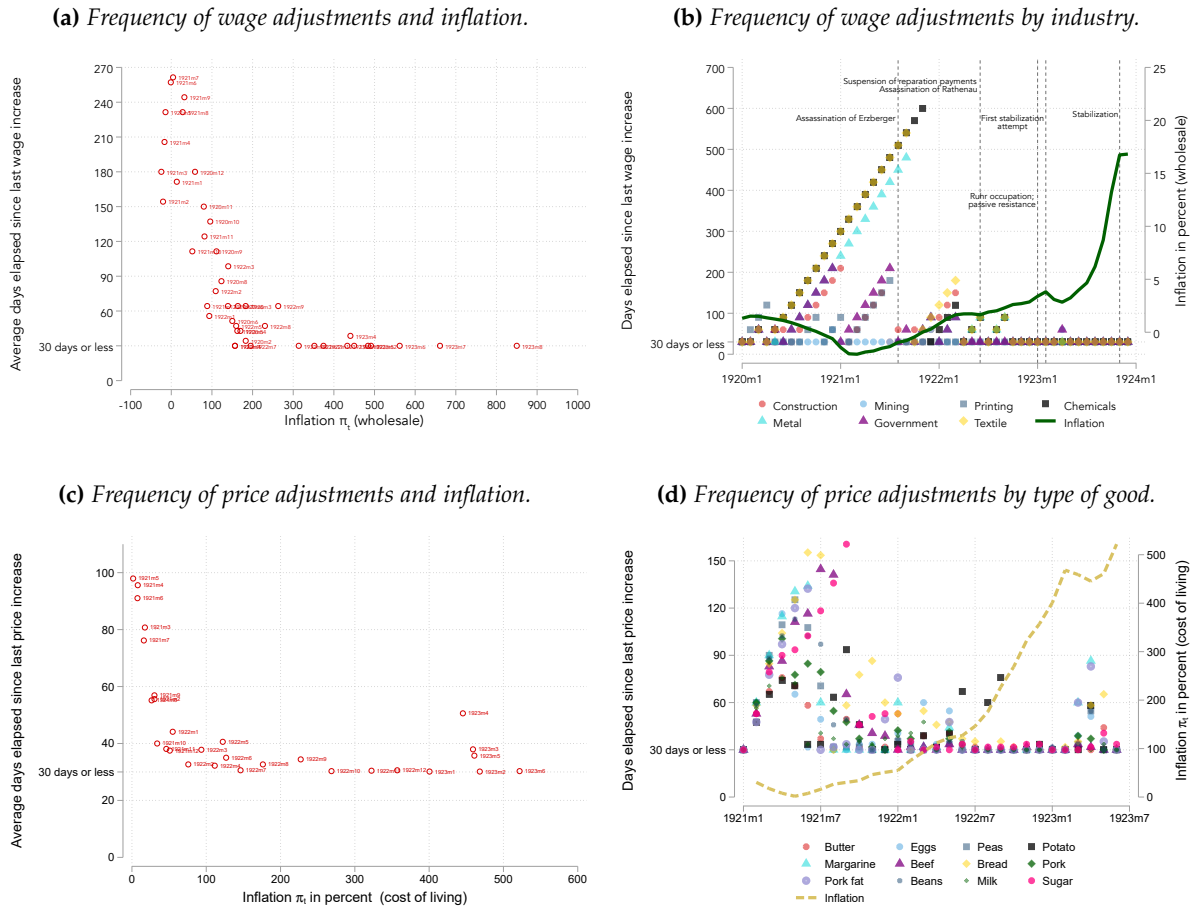 (a) Frequency of wage adjustments and inflation.
Average days elapsed since last wage increase
270
240
210
180
150
120
90
60
30 days or less
0
1921m7
1921m6
1921m9
1921m8
1921m4
1921m3
1920m12
1921m1
1921m2
1920m11
1920m10
1921m11
1920m9
1922m3
1920m8
1922m2
1922m9
1922m1
1920m6
1922m8
1920m2
1923m4
1922m7
1923m6
1923m7
1923m8
-100
0
100
200
300
400
500
600
700
800
900
1000
Inflation πt (wholesale)
(b) Frequency of wage adjustments by industry.
Days elapsed since last wage increase
700
600
500
400
300
200
100
30 days or less
0
Suspension of reparation payments
Assassination of Rathenau
Assassination of Erzberger
First stabilization
attempt
Stabilization
Ruhr occupation;
passive resistance
25
20
15
10
5
0
Inflation in percent (wholesale)
1920m1
1921m1
1922m1
1923m1
1924m1
Construction
Mining
Printing
Chemicals
Metal
Government
Textile
Inflation
(c) Frequency of price adjustments and inflation.
Average days elapsed since last price increase
100
80
60
40
30 days or less
20
0
1921m5
1921m4
1921m6
1921m3
1921m7
1921m9
1922m1
1921m10
1922m3
1922m5
1922m6
1922m4
1922m7
1922m8
1922m9
1922m10
1922m12
1923m1
1923m4
1923m3
1923m5
1923m2
1923m6
0
100
200
300
400
500
600
Inflation πt in percent (cost of living)
(d) Frequency of price adjustments by type of good.
Days elapsed since last price increase
150
120
90
60
30 days or less
0
500
400
300
200
100
0
Inflation πt in percent (cost of living)
1921m1
1921m7
1922m1
1922m7
1923m1
1923m7
Butter
Eggs
Peas
Potato
Margarine
Beef
Bread
Pork
Pork fat
Beans
Milk
Sugar
Inflation